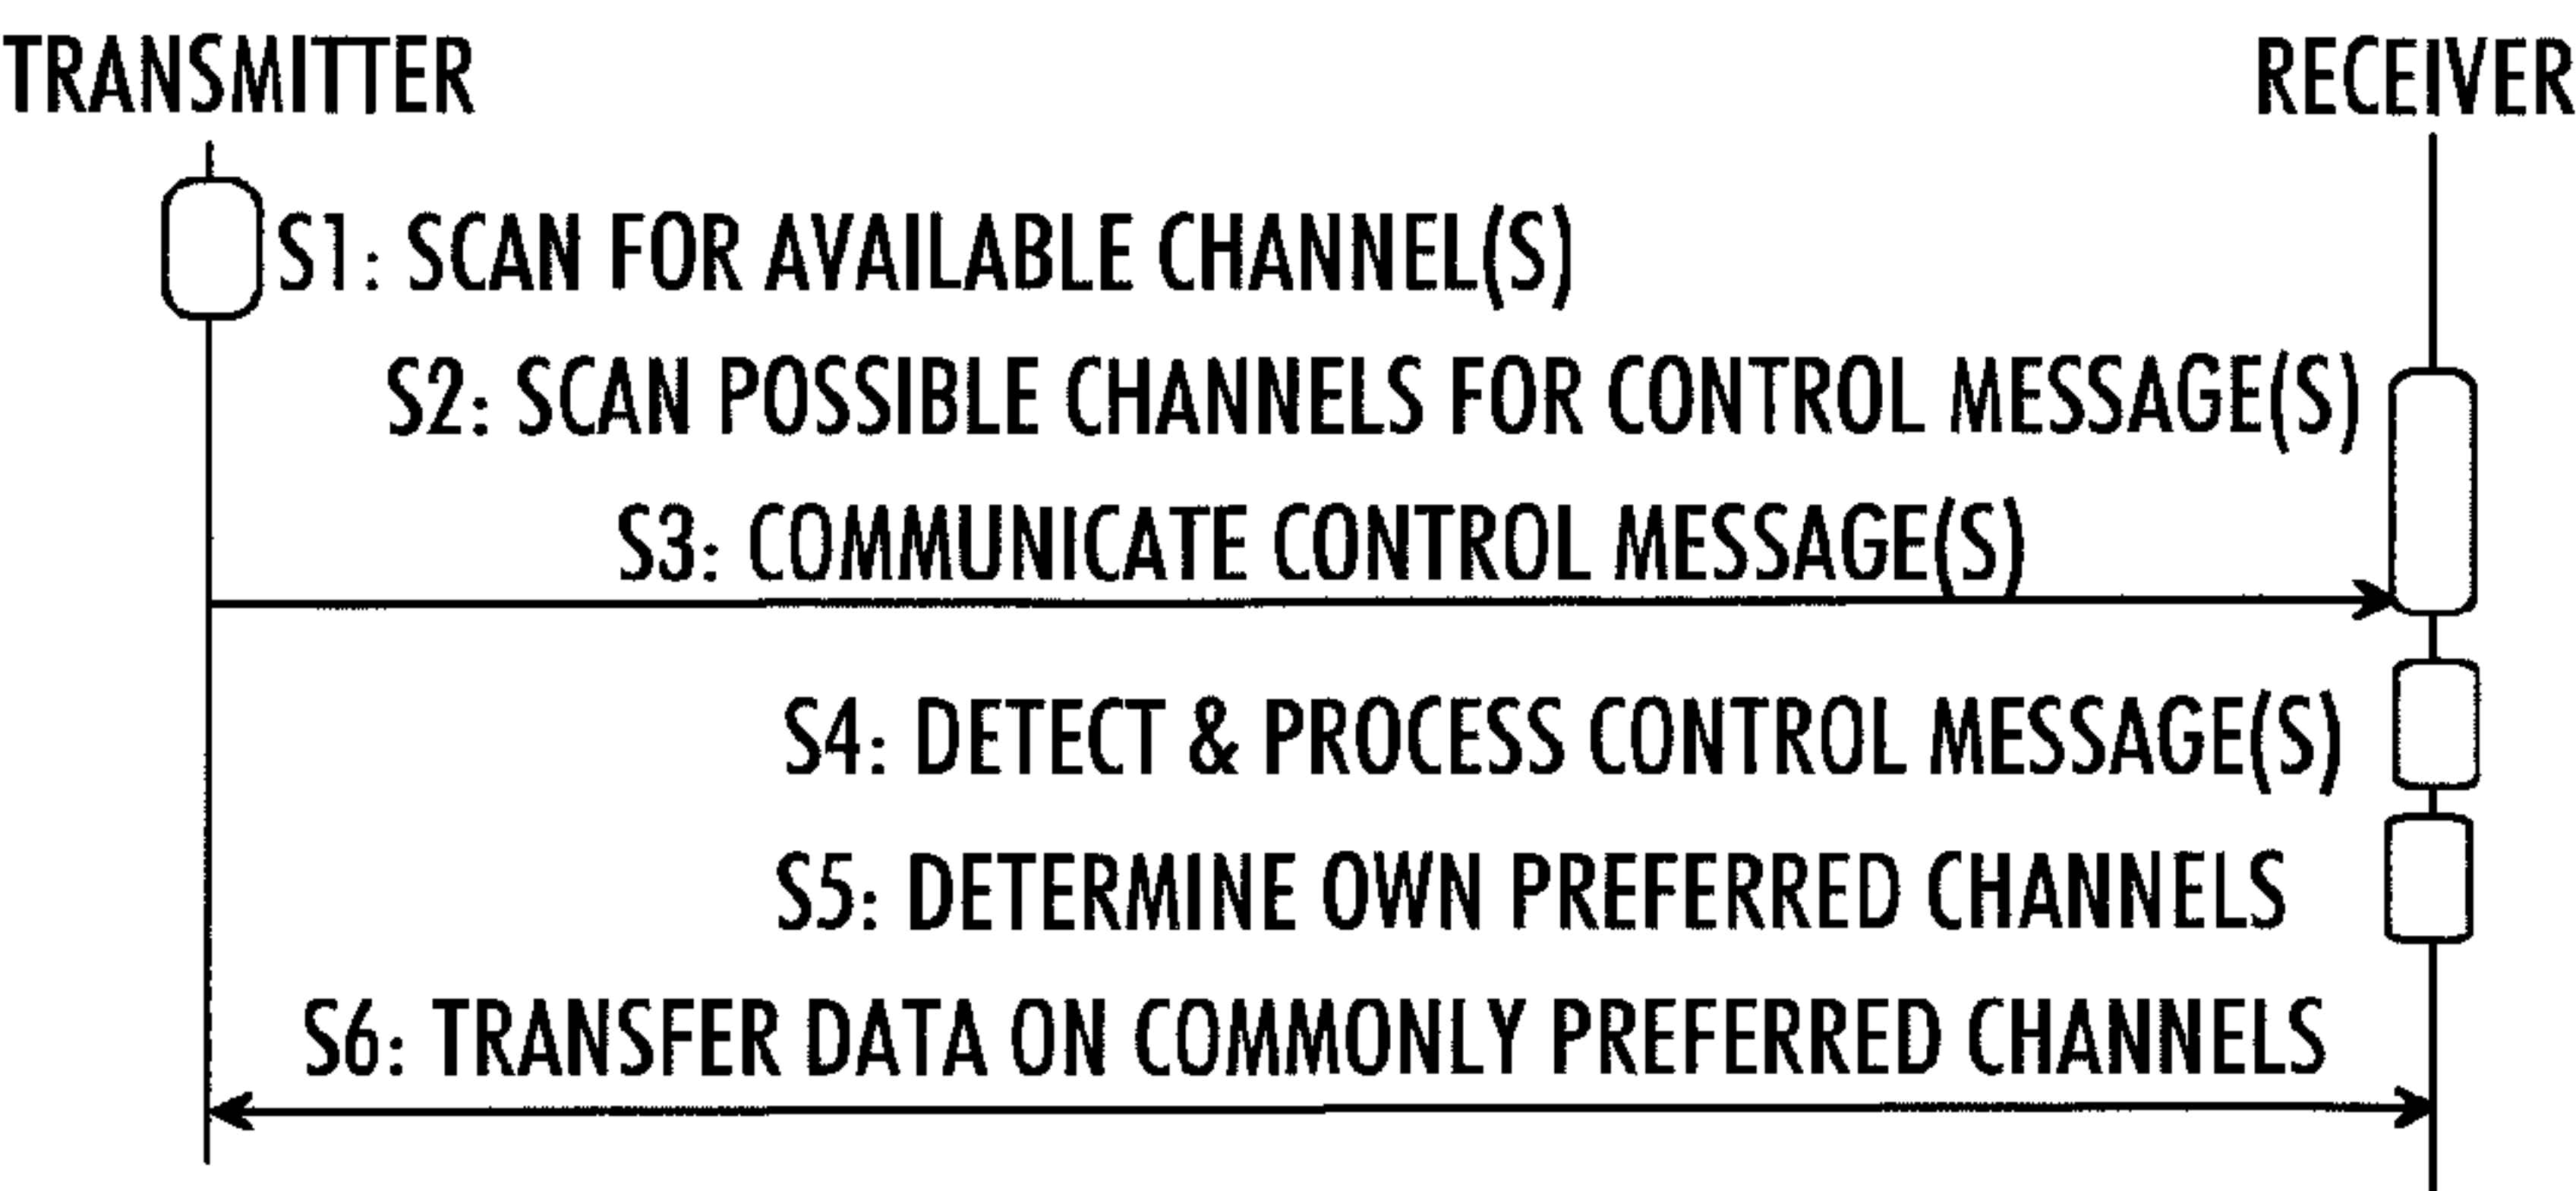 TRANSMITTER RECEIVER
S1: SCAN FOR AVAILABLE CHANNEL(S)
S2: SCAN POSSIBLE CHANNELS FOR CONTROL MESSAGE(S)
S3: COMMUNICATE CONTROL MESSAGE(S)
S4: DETECT & PROCESS CONTROL MESSAGE(S)
S5: DETERMINE OWN PREFERRED CHANNELS
S6: TRANSFER DATA ON COMMONLY PREFERRED CHANNELS